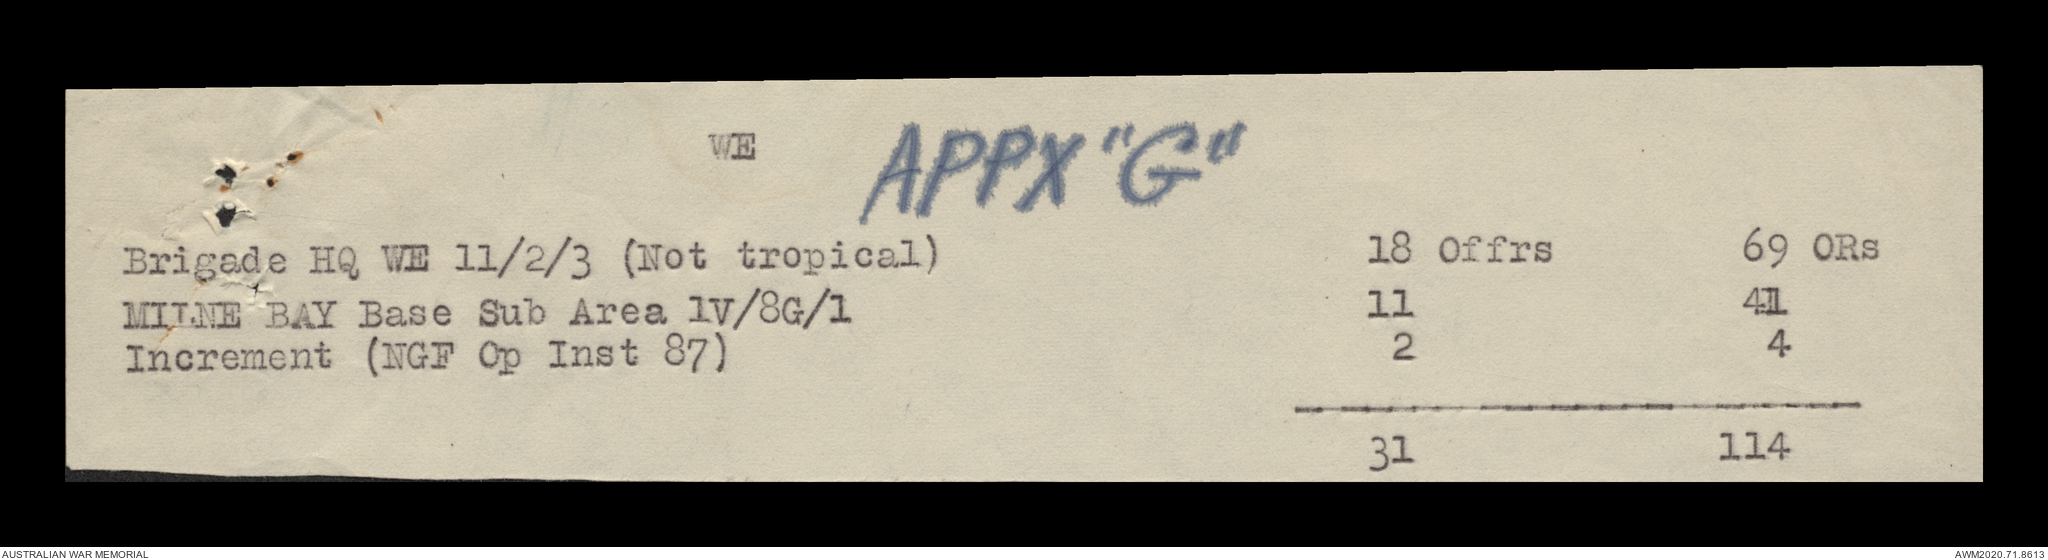 WE APPX "G"
Brigade HQ WE 11/2/3 (Not tropical) 18 Offrs 69 ORs
MILNE BAY Base Sub Area 1V/8G/1 11 41
Increment (NGF Op Inst 87) 2 4
31 114
AUSTRALIAN WAR MEMORIAL AWM2020.71.8613